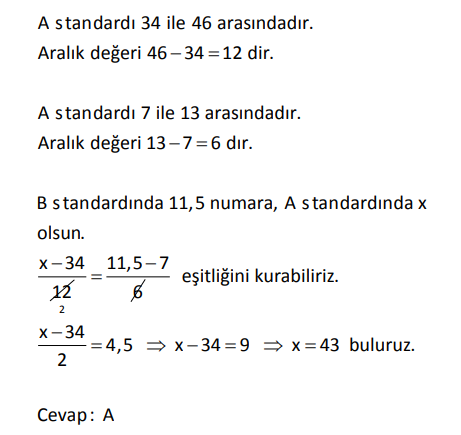 A standardı 34 ile 46 arasındadır.
Aralık değeri 46 − 34 = 12 dir.
A standardı 7 ile 13 arasındadır.
Aralık değeri 13 − 7 = 6 dır.
B standardında 11,5 numara, A standardında x
olsun.
x − 34 / 12 = 11,5 − 7 / 6 eşitliğini kurabiliriz.
2
x − 34 / 2 = 4,5 ⇒ x − 34 = 9 ⇒ x = 43 buluruz.
Cevap : A